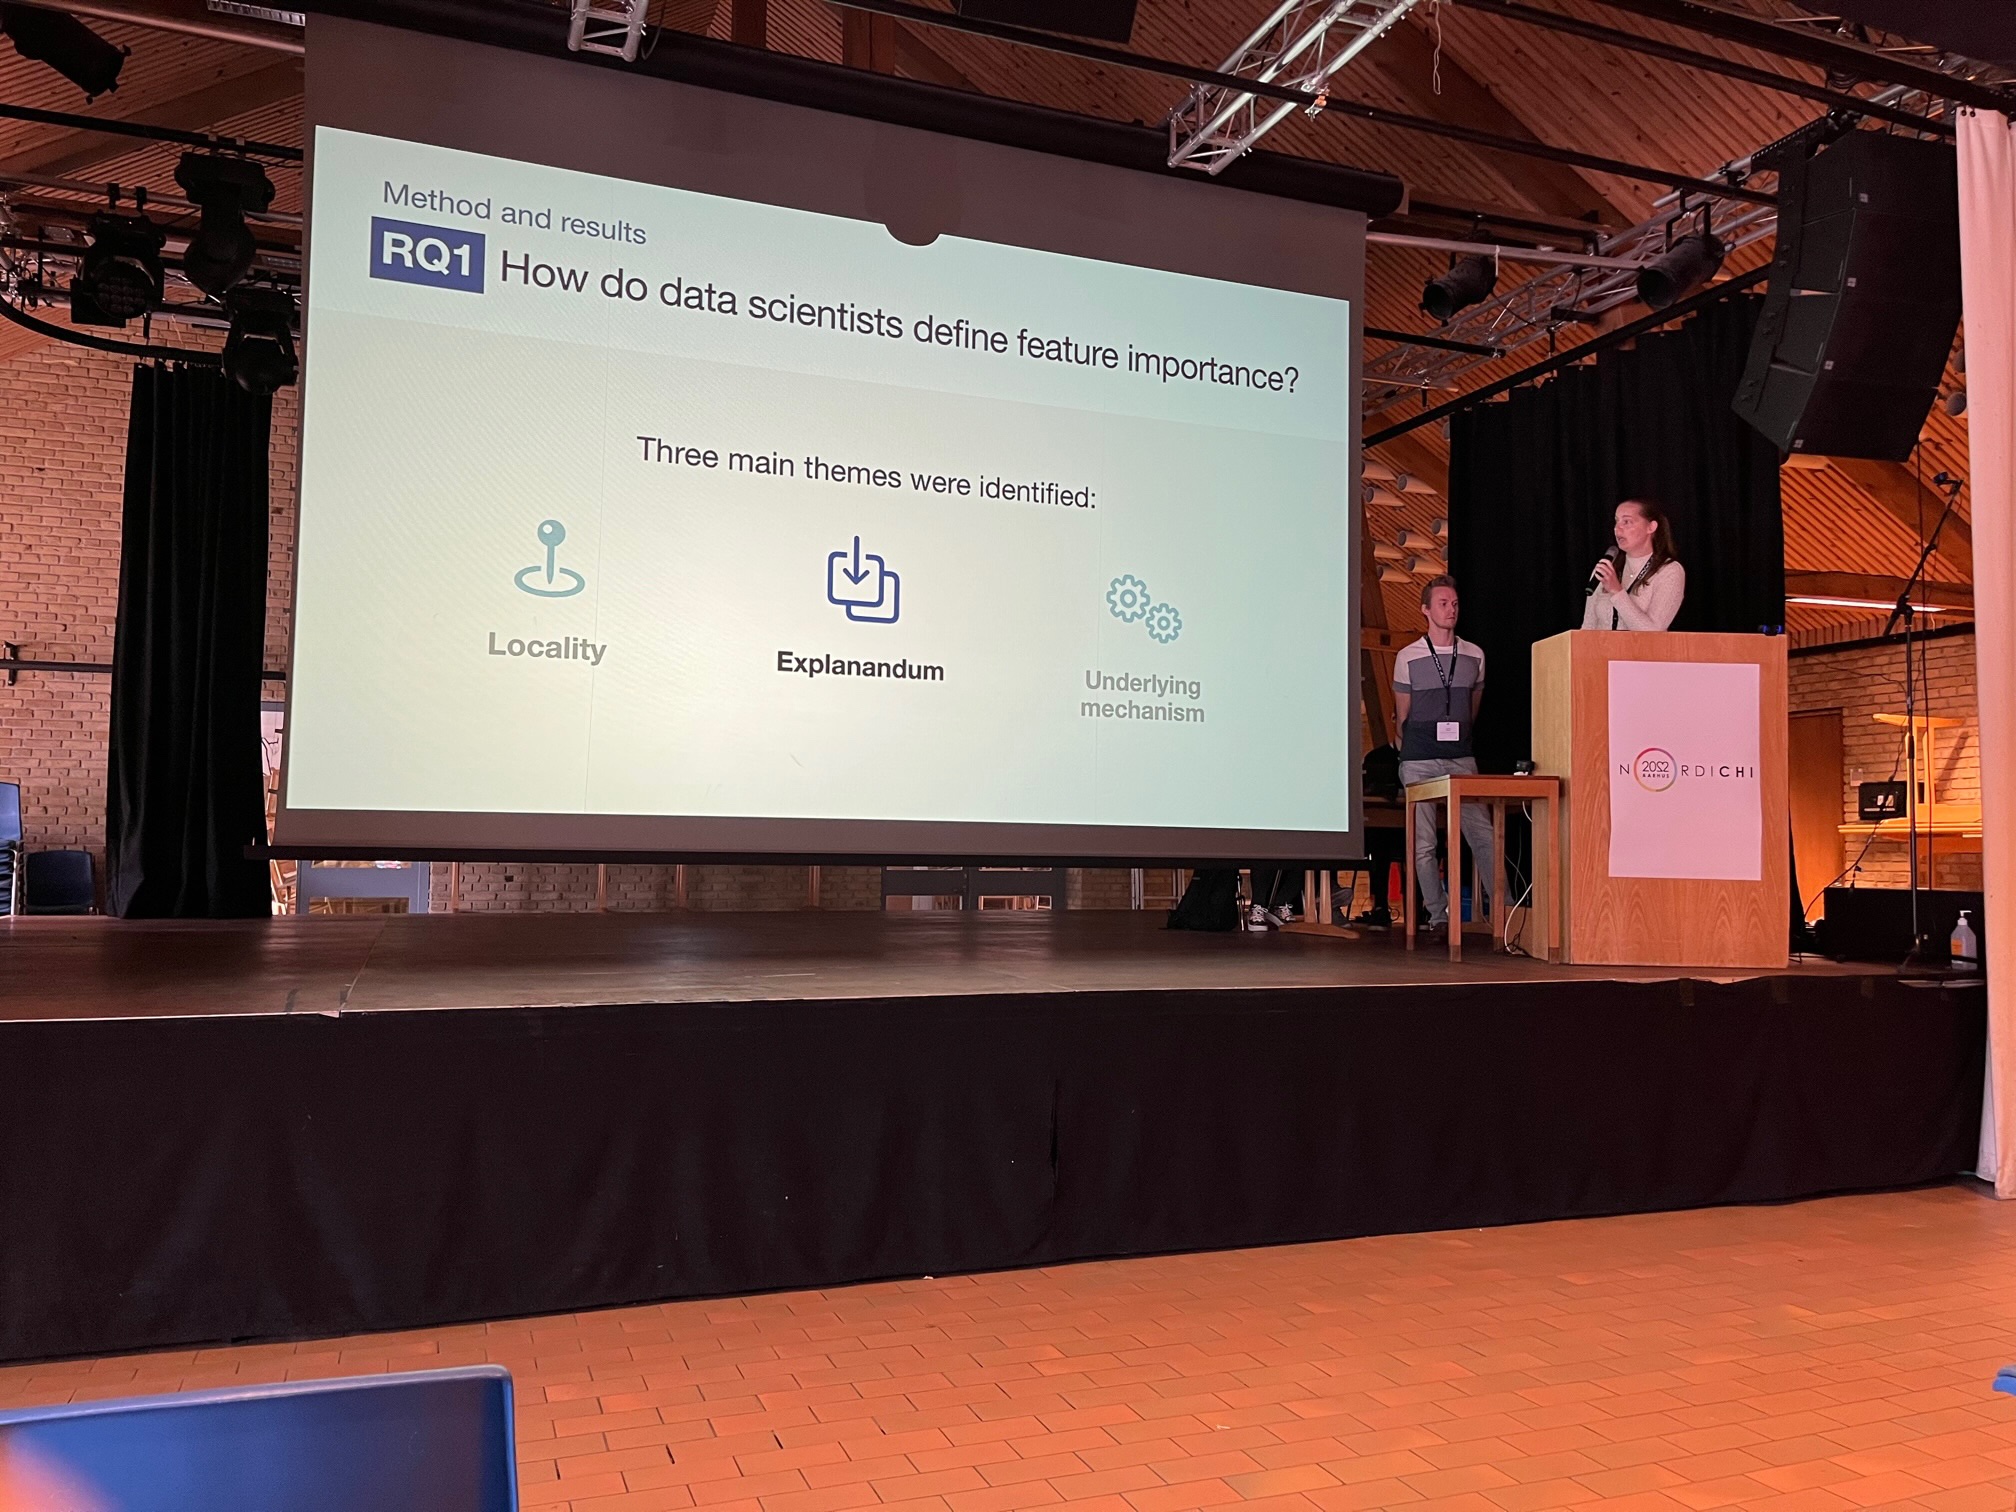 Method and results
RQ1 How do data scientists define feature importance?
Three main themes were identified:
Locality
Explanandum
Underlying
mechanism
NORDICHI
2022
AARHUS